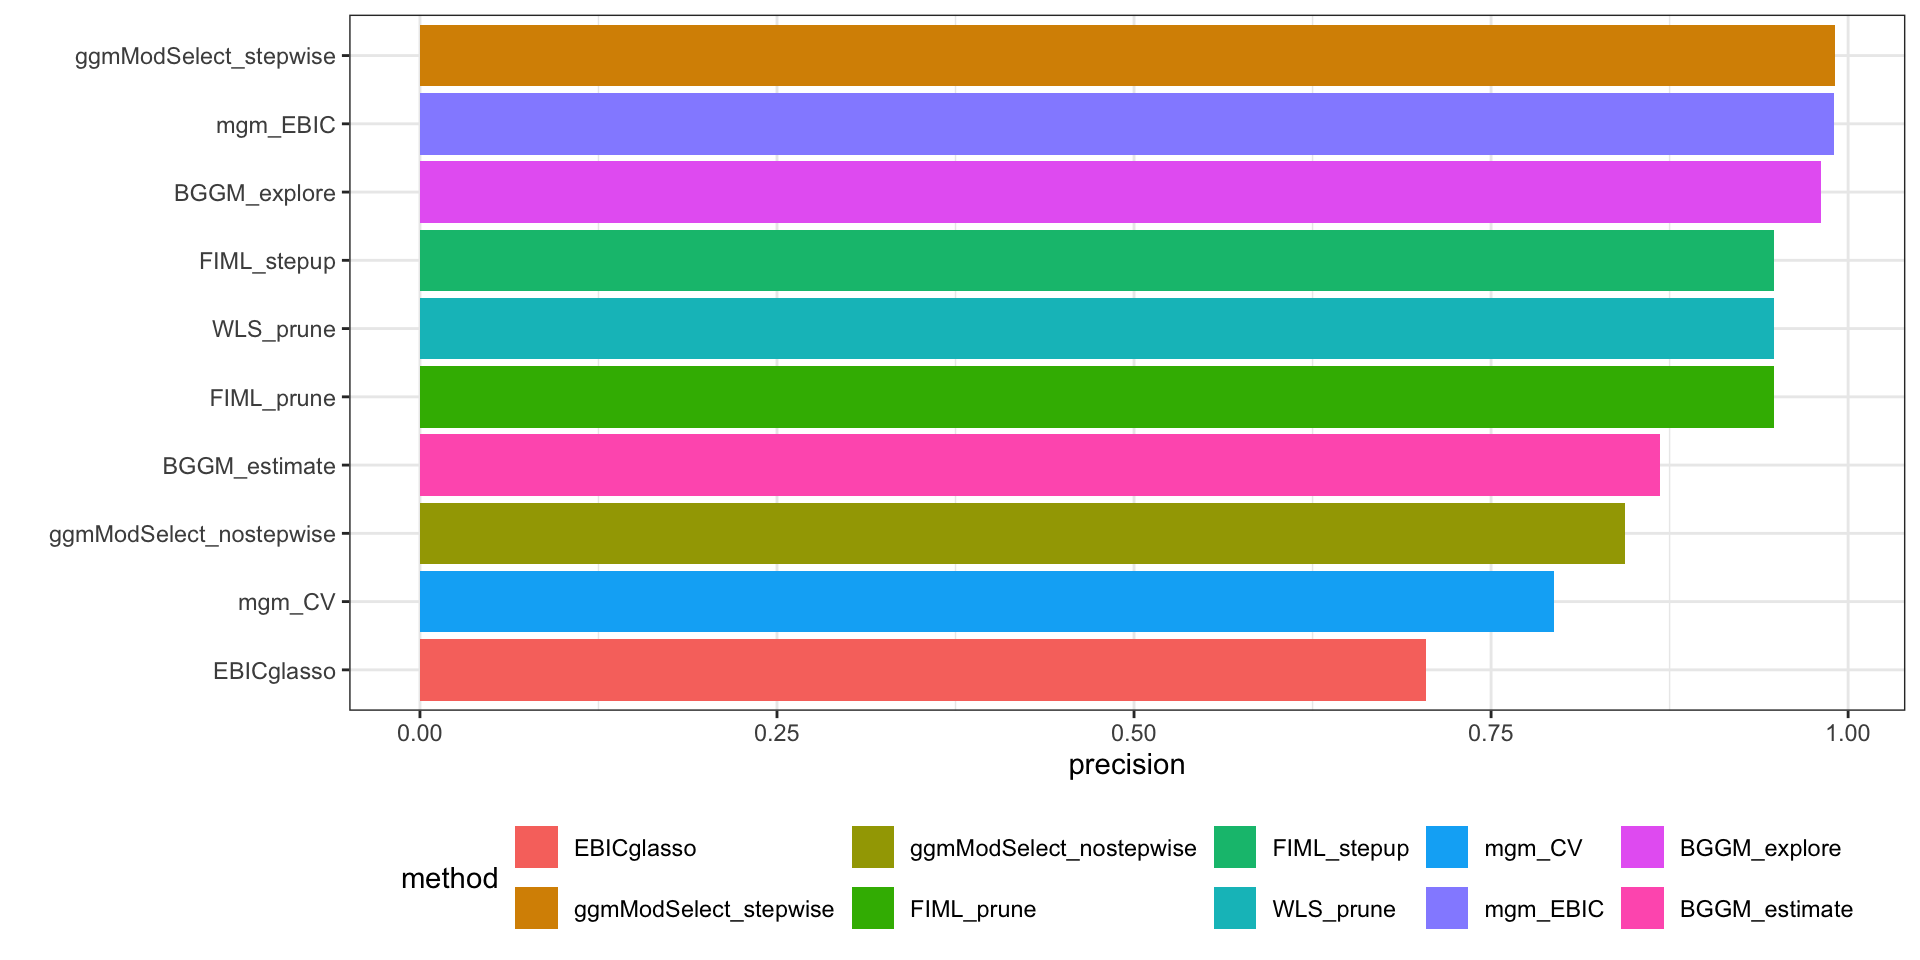 ggmModSelect_stepwise
mgm_EBIC
BGGM_explore
FIML_stepup
WLS_prune
FIML_prune
BGGM_estimate
ggmModSelect_nostepwise
mgm_CV
EBICglasso
0.00 0.25 0.50 0.75 1.00
precision
method
EBICglasso ggmModSelect_nostepwise FIML_stepup mgm_CV BGGM_explore
ggmModSelect_stepwise FIML_prune WLS_prune mgm_EBIC BGGM_estimate